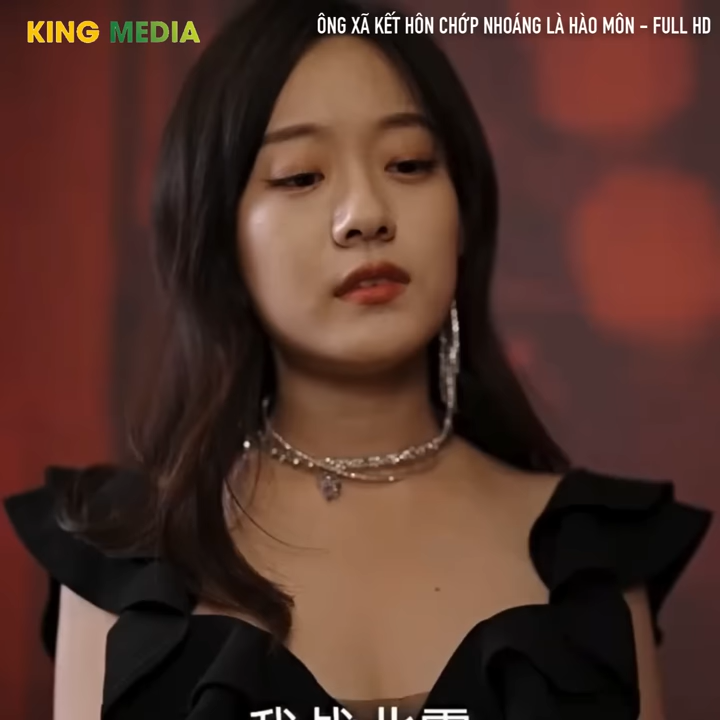 KING MEDIA
ÔNG XÃ KẾT HÔN CHỚP NHOÁNG LÀ HÀO MÔN - FULL HD